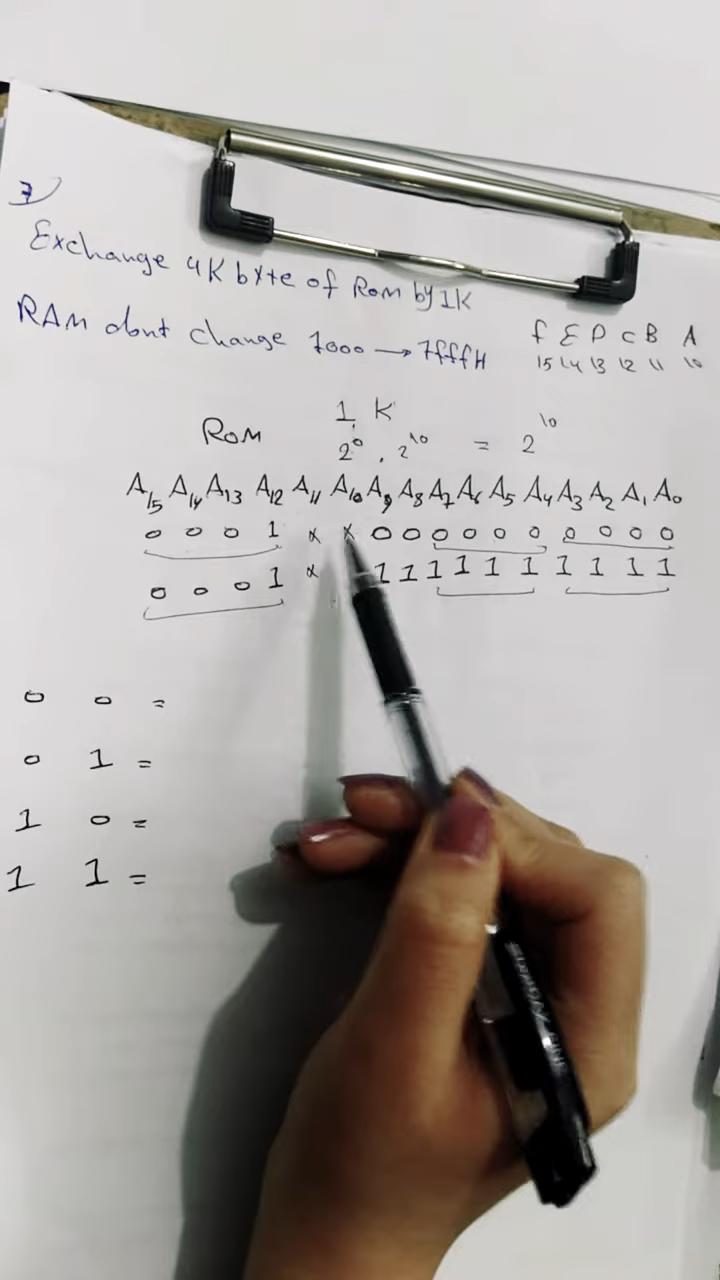 7)
Exchange 4K byte of Rom by 1K
RAM dont change 1000 → 7fffH
f E D C B A
15 14 13 12 11 10
ROM
1 K
2⁰ . 2¹⁰ = 2¹⁰
A15 A14 A13 A12 A11 A10 A9 A8 A7 A6 A5 A4 A3 A2 A1 A0
0 0 0 1 x x 0 0 0 0 0 0 0 0 0 0
0 0 0 1 x 1 1 1 1 1 1 1 1 1 1
0 0 =
0 1 =
1 0 =
1 1 =